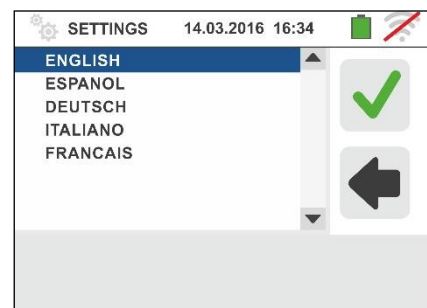 SETTINGS 14.03.2016 16:34
ENGLISH
ESPANOL
DEUTSCH
ITALIANO
FRANCAIS